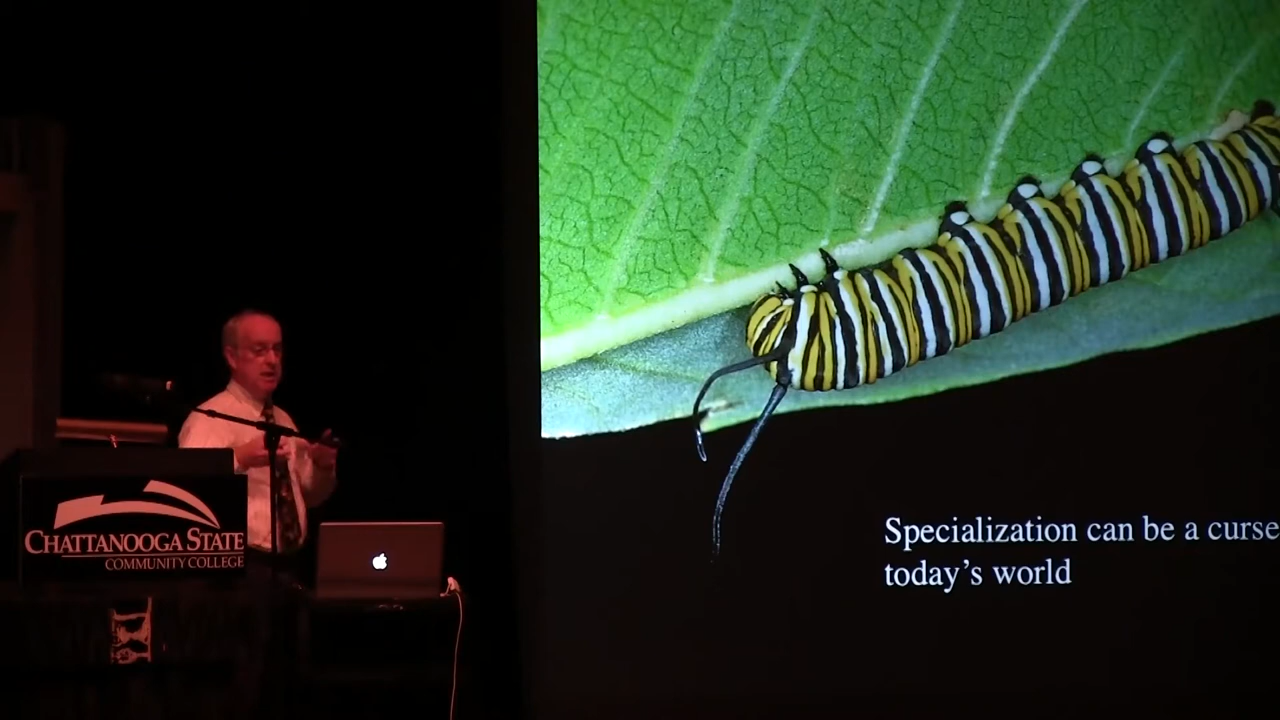 CHATTANOOGA STATE
COMMUNITY COLLEGE
Specialization can be a curse
today's world